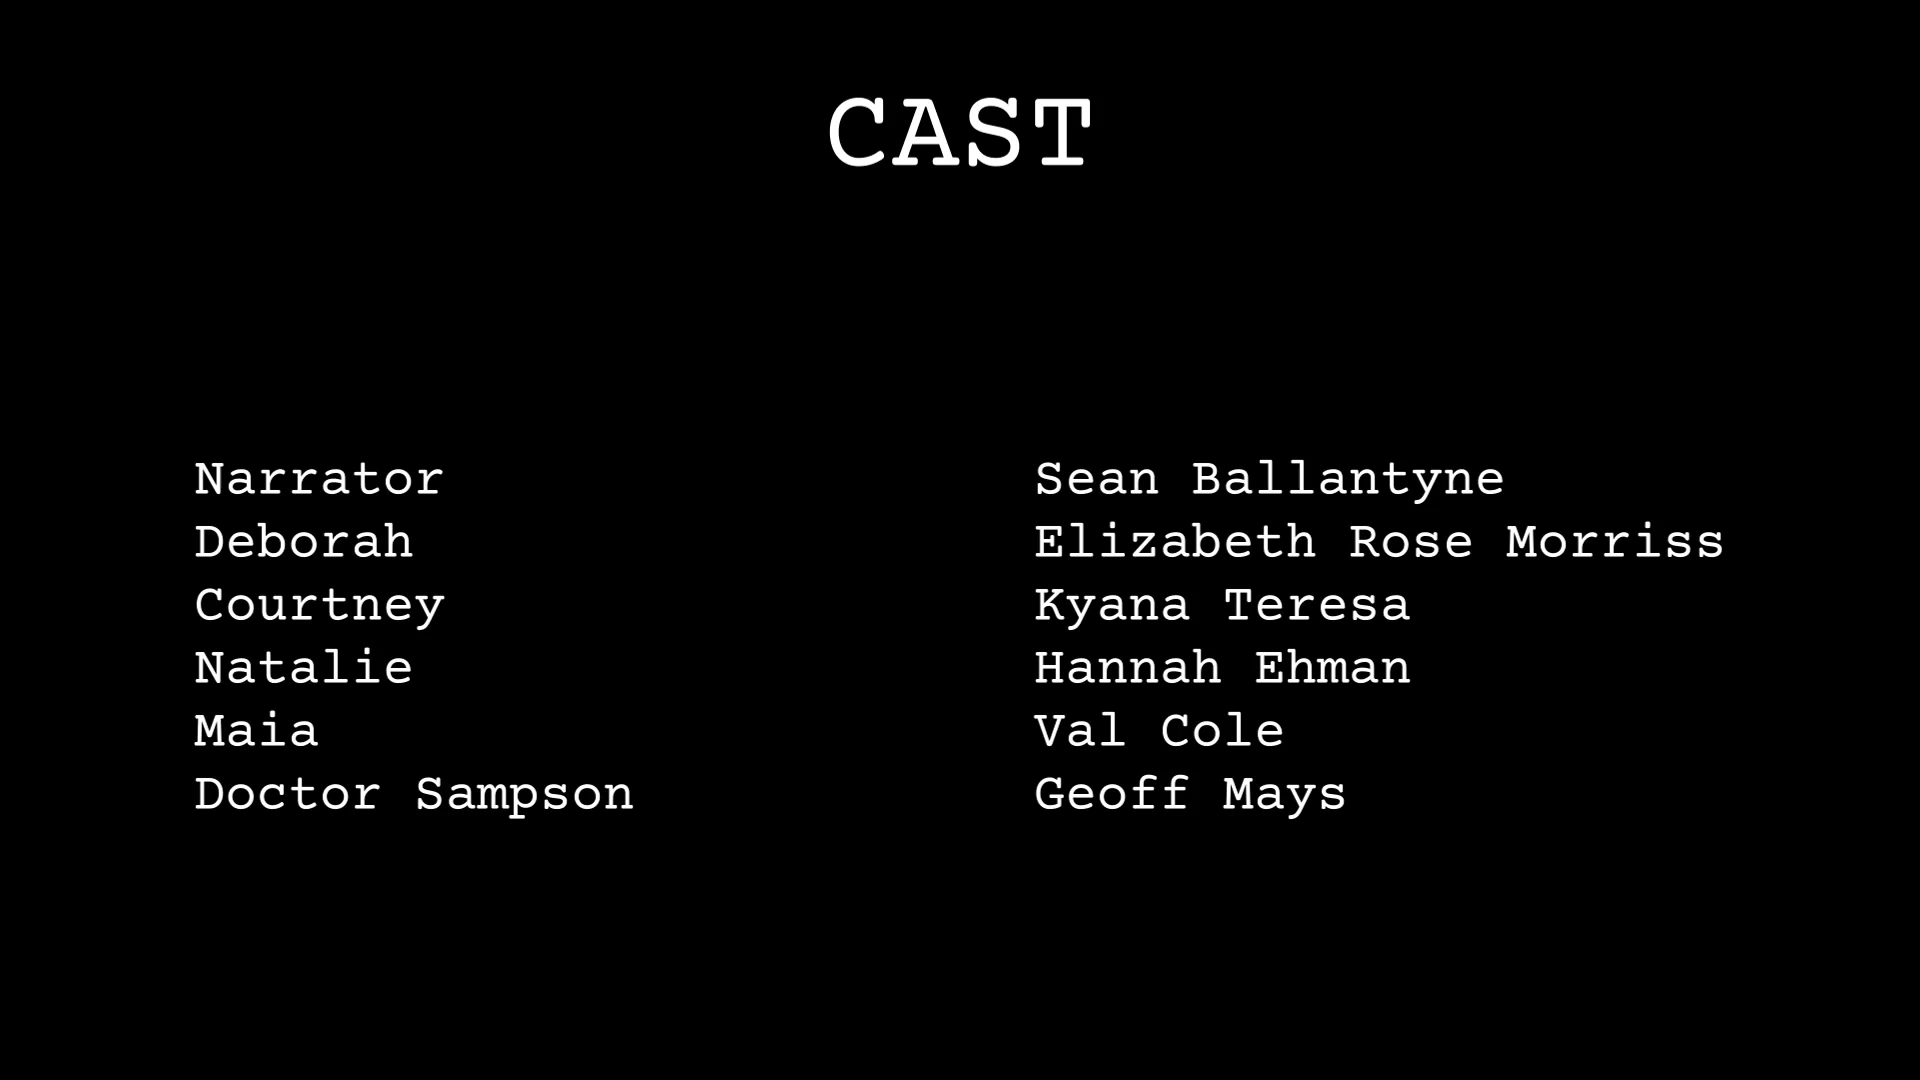 CAST
Narrator Sean Ballantyne
Deborah Elizabeth Rose Morriss
Courtney Kyana Teresa
Natalie Hannah Ehman
Maia Val Cole
Doctor Sampson Geoff Mays